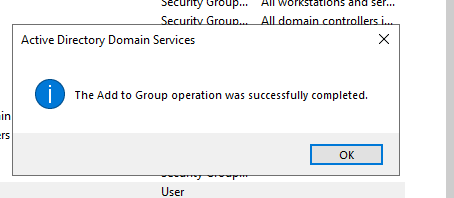 Security Group... All workstations and ser...
Security Group... All domain controllers i...
Active Directory Domain Services
The Add to Group operation was successfully completed.
OK
Security Group...
User